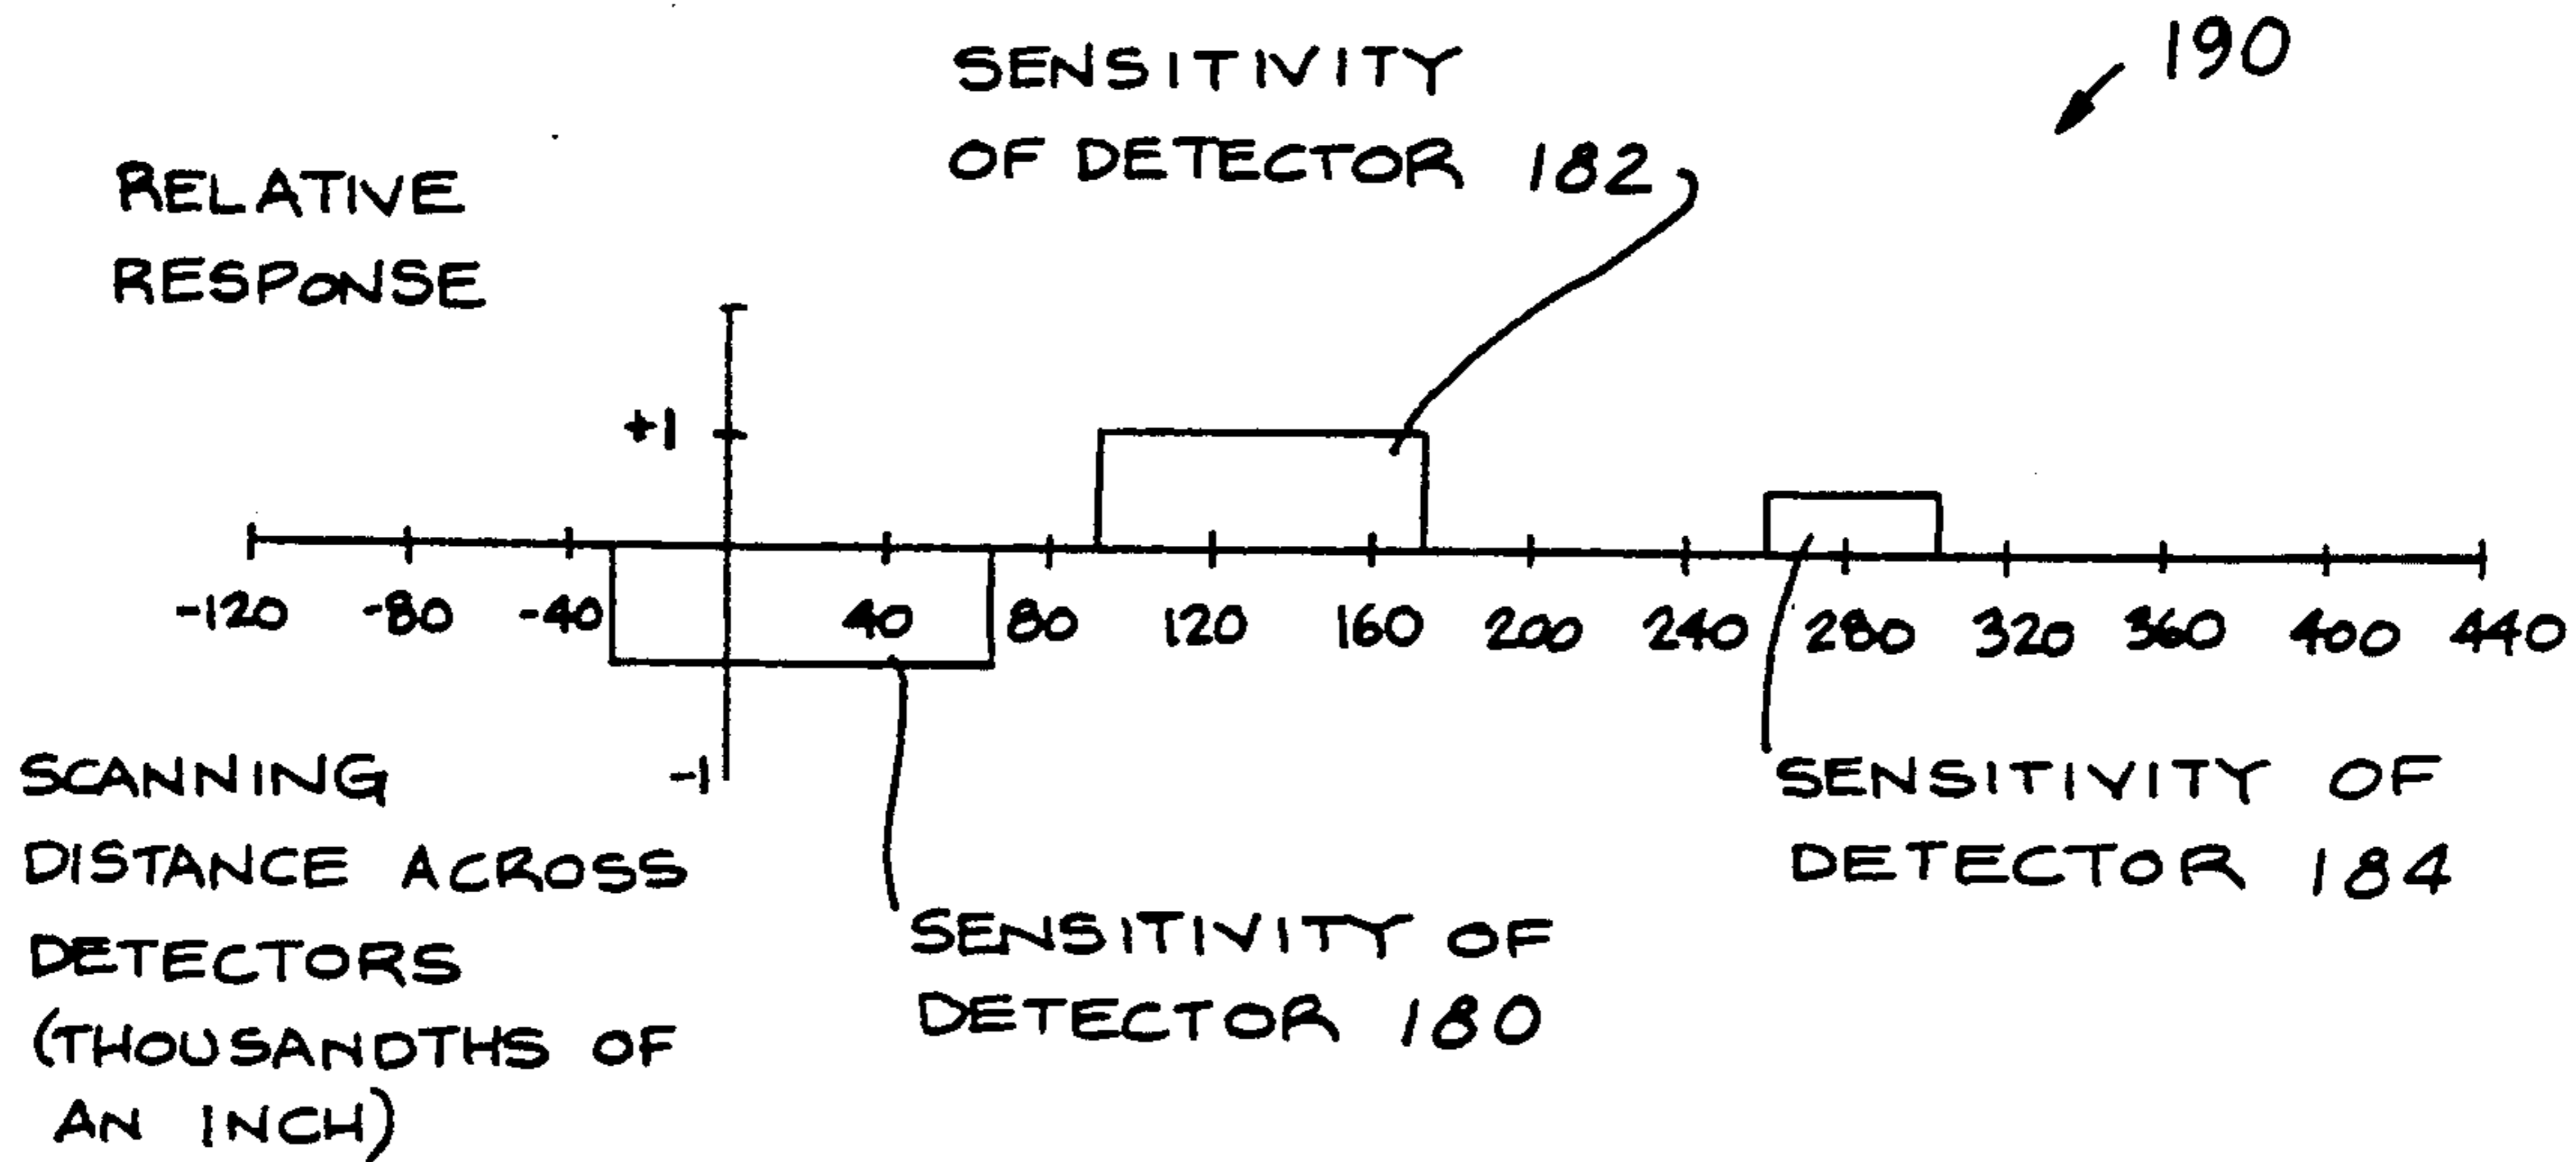 190
SENSITIVITY
OF DETECTOR 182
RELATIVE
RESPONSE
+1
-120 -80 -40 40 80 120 160 200 240 280 320 360 400 440
-1
SCANNING
DISTANCE ACROSS
DETECTORS
(THOUSANDTHS OF
AN INCH)
SENSITIVITY OF
DETECTOR 180
SENSITIVITY OF
DETECTOR 184